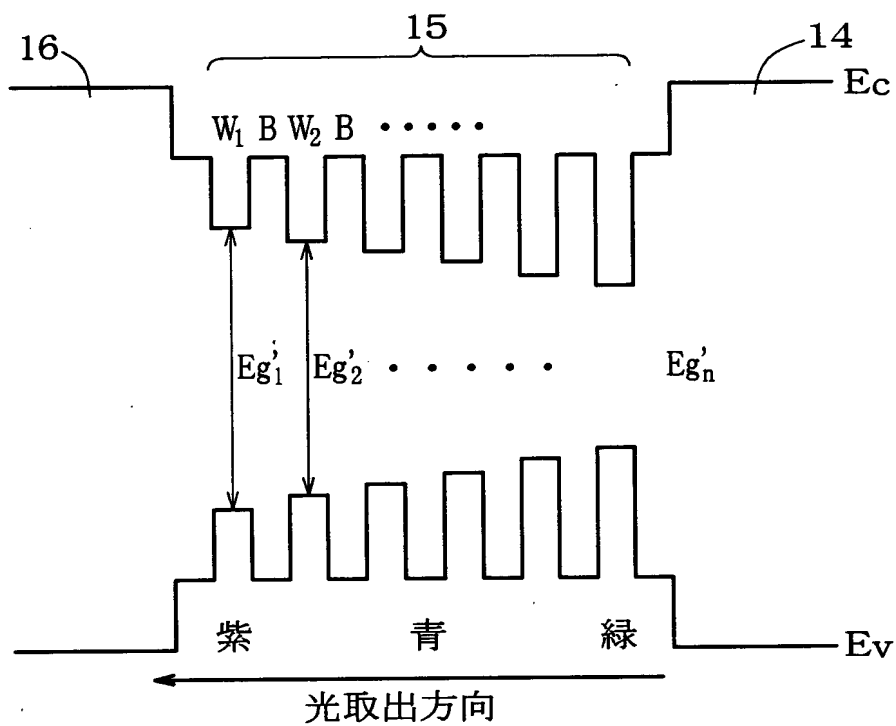 15
16
14
Ec
W₁ B W₂ B ・・・・・
Eg'₁ Eg'₂ ・・・・・ Eg'n
紫 青 緑
Ev
光取出方向